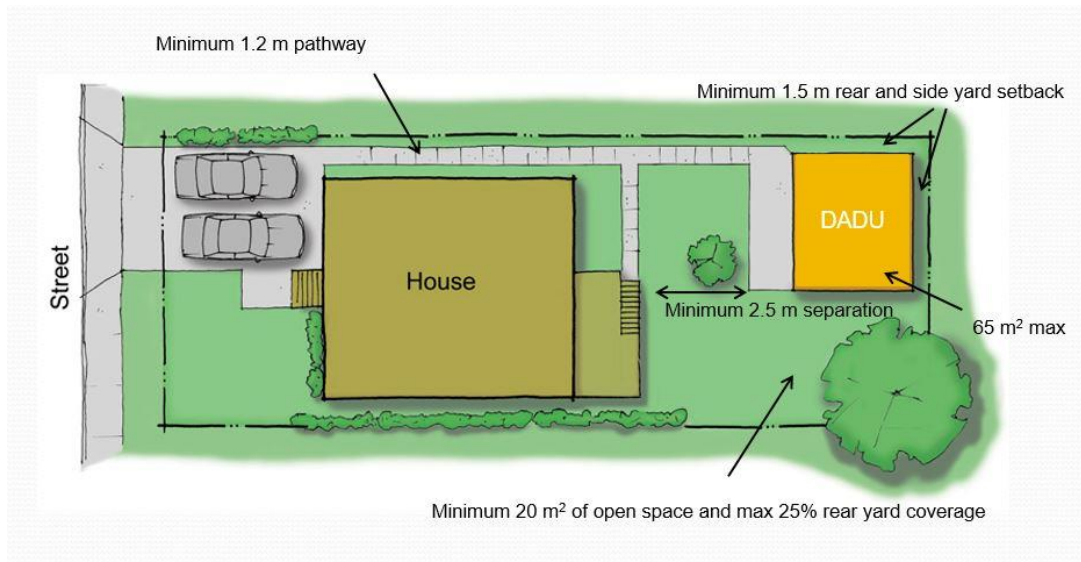 Minimum 1.2 m pathway
Minimum 1.5 m rear and side yard setback
DADU
Street
House
Minimum 2.5 m separation
65 m² max
Minimum 20 m² of open space and max 25% rear yard coverage